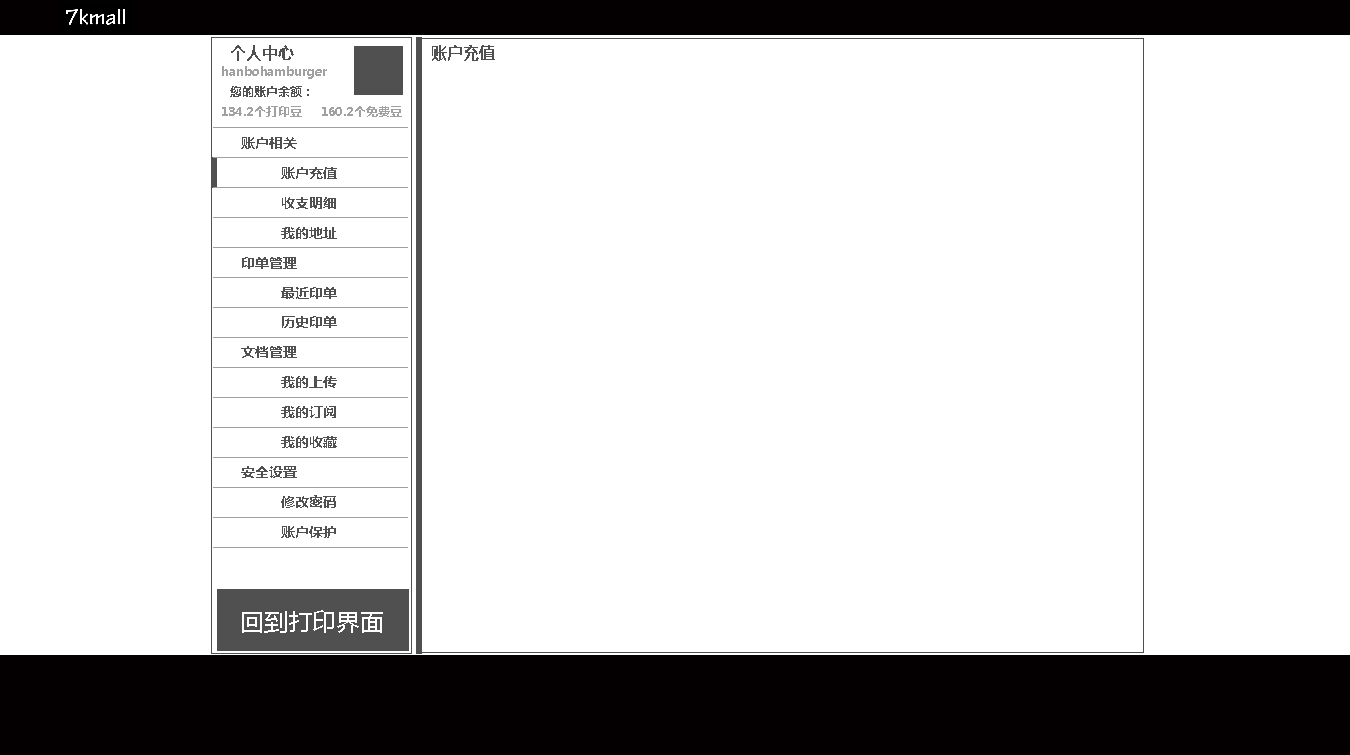 7kmall
个人中心
hanbohamburger
您的账户余额：
134.2个打印豆 160.2个免费豆
账户相关
账户充值
收支明细
我的地址
印单管理
最近印单
历史印单
文档管理
我的上传
我的订阅
我的收藏
安全设置
修改密码
账户保护
回到打印界面
账户充值